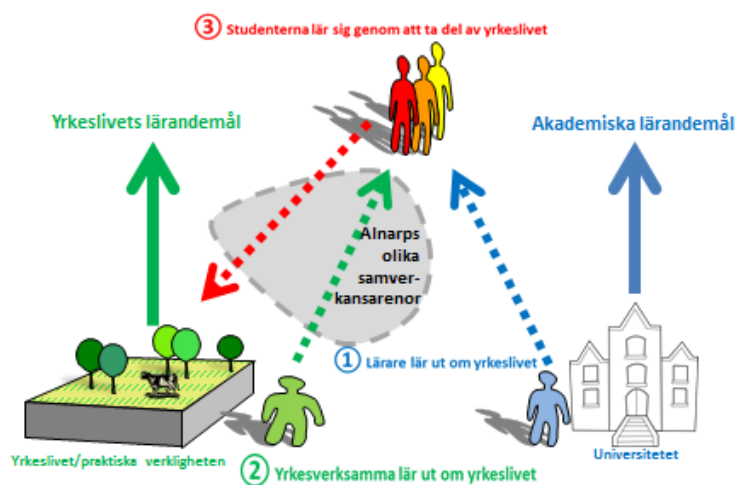 ③ Studenterna lär sig genom att ta del av yrkeslivet
Yrkeslivets lärandemål
Akademiska lärandemål
Alnarps
olika
samver-
kansarenor
① Lärare lär ut om yrkeslivet
Yrkeslivet/praktiska verkligheten
Universitetet
② Yrkesverksamma lär ut om yrkeslivet